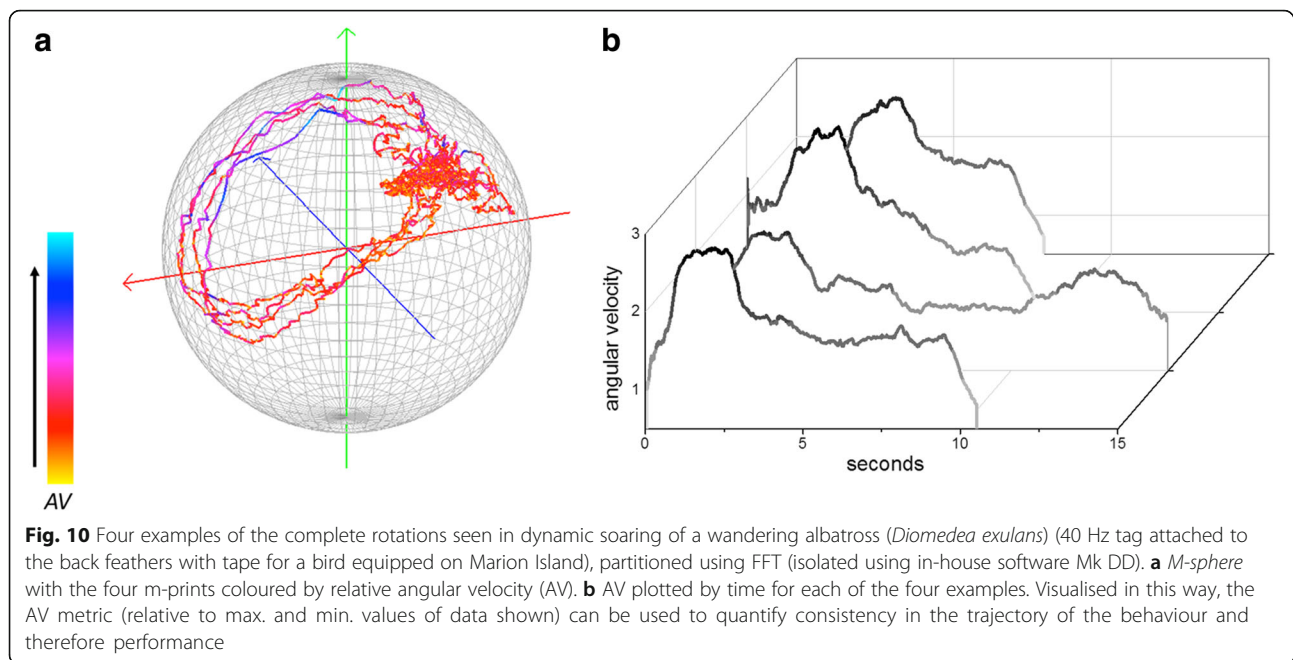 a
b
AV
3
2
1
angular velocity
0
5
10
15
seconds
Fig. 10 Four examples of the complete rotations seen in dynamic soaring of a wandering albatross (Diomedea exulans) (40 Hz tag attached to
the back feathers with tape for a bird equipped on Marion Island), partitioned using FFT (isolated using in-house software Mk DD). a M-sphere
with the four m-prints coloured by relative angular velocity (AV). b AV plotted by time for each of the four examples. Visualised in this way, the
AV metric (relative to max. and min. values of data shown) can be used to quantify consistency in the trajectory of the behaviour and
therefore performance